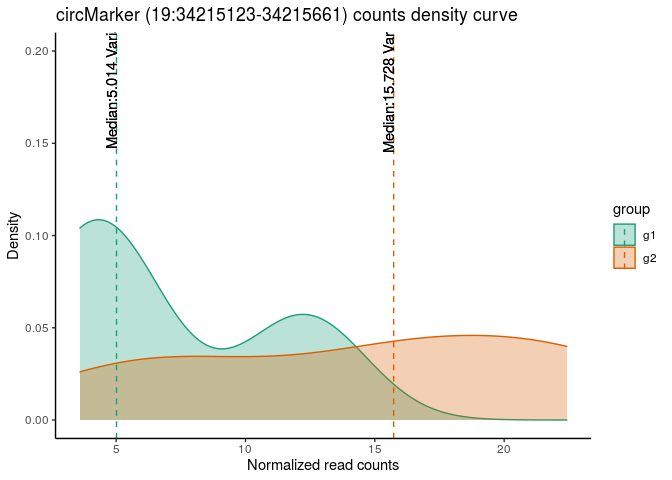 circMarker (19:34215123-34215661) counts density curve
Median:5.014 Vari
Median:15.728 Var
0.20
0.15
0.10
0.05
0.00
Density
5
10
15
20
Normalized read counts
group
g1
g2